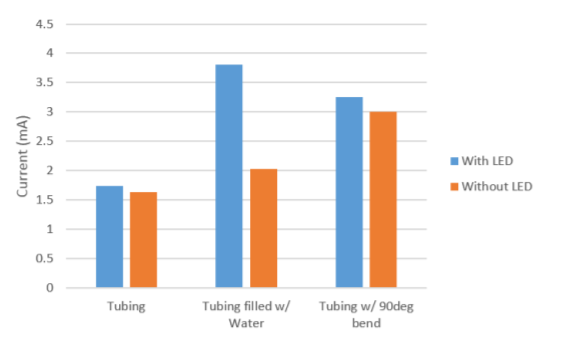 4.5
4
3.5
3
2.5
2
1.5
1
0.5
0
Current (mA)
Tubing
Tubing filled w/
Water
Tubing w/ 90deg
bend
With LED
Without LED